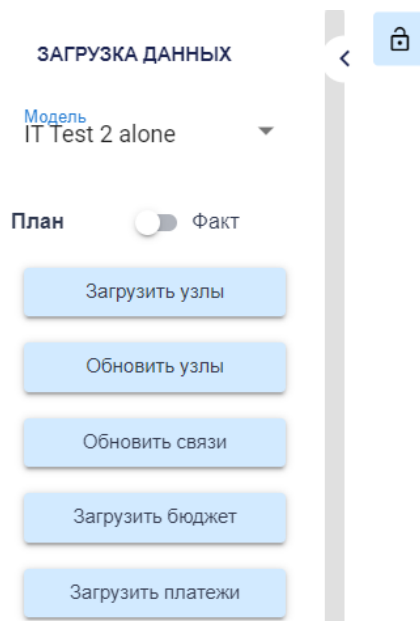 ЗАГРУЗКА ДАННЫХ
Модель
IT Test 2 alone
План Факт
Загрузить узлы
Обновить узлы
Обновить связи
Загрузить бюджет
Загрузить платежи